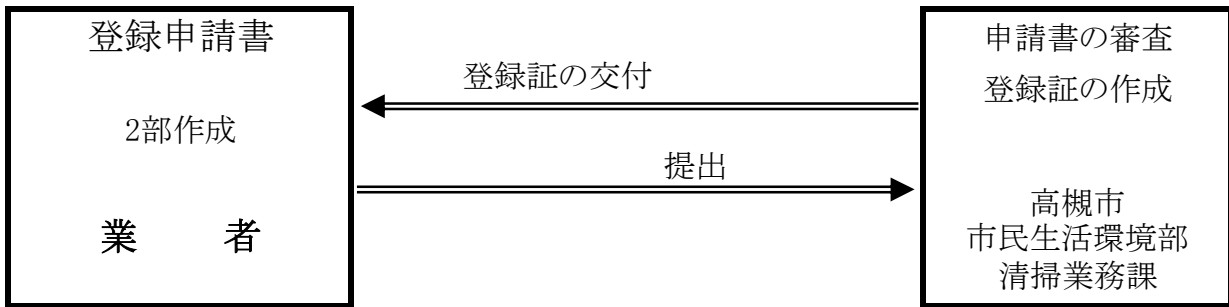 登録申請書
2部作成
業　者
登録証の交付
提出
申請書の審査
登録証の作成
高槻市
市民生活環境部
清掃業務課